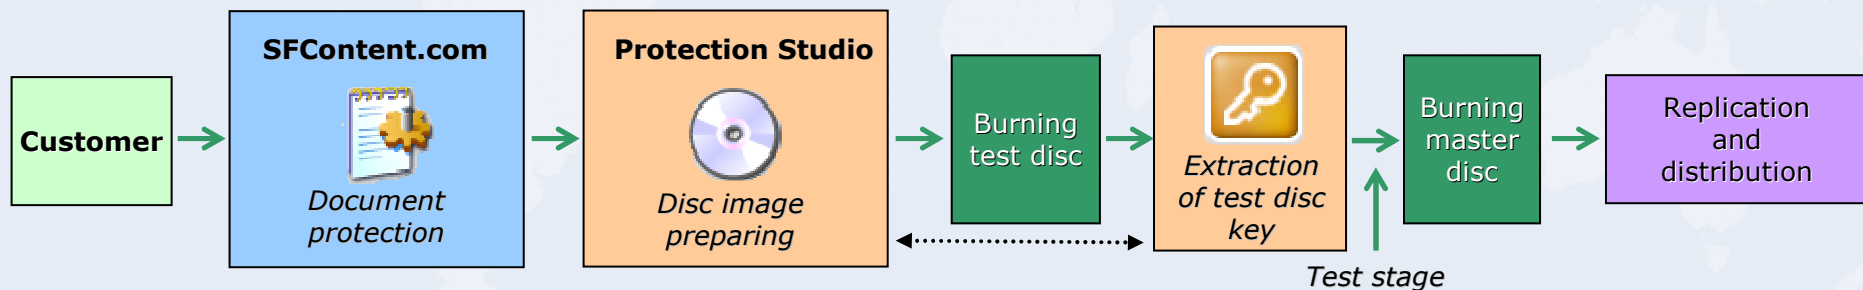 Customer
SFContent.com
Document
protection
Protection Studio
Disc image
preparing
Burning
test disc
Extraction
of test disc
key
Test stage
Burning
master
disc
Replication
and
distribution